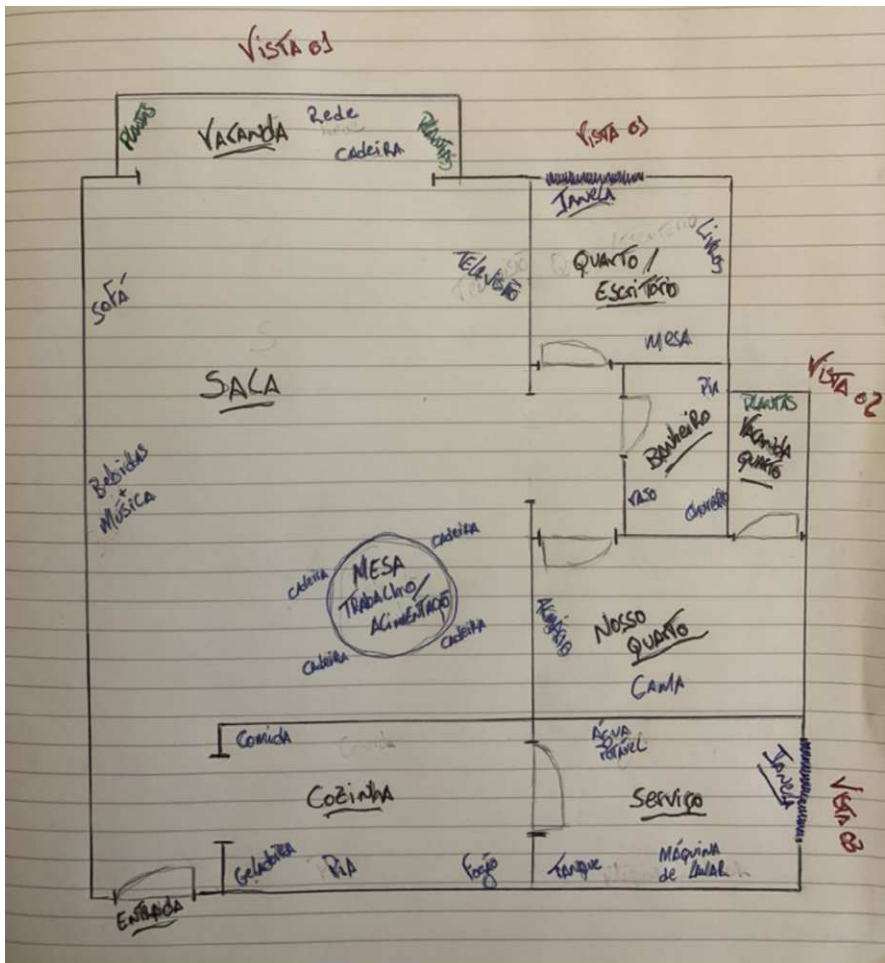 VISTA 01
PLANTAS
VARANDA
Rede
CADEIRA
PLANTAS
VISTA 01
JANELA
SOFÁ
TELEVISÃO
QUARTO /
ESCRITÓRIO
LIVROS
MESA
SALA
VISTA 02
PIA
PLANTAS
VARANDA
QUARTO
BANHEIRO
VASO
CHUVEIRO
Bebidas
+
MÚSICA
CADEIRA
CADEIRA
MESA
TRABALHO/
ALIMENTAÇÃO
CADEIRA
CADEIRA
ARMÁRIO
NOSSO
QUARTO
CAMA
Comida
ÁGUA
POTÁVEL
JANELA
COZINHA
SERVIÇO
VISTA 03
Geladeira
PIA
Fogão
TANQUE
MÁQUINA
de LAVAR
ENTRADA